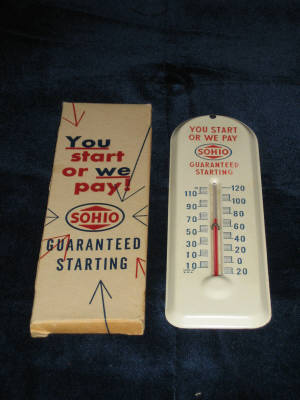 You
start
or we
pay!
SOHIO
GUARANTEED
STARTING
YOU START
OR WE PAY
SOHIO
GUARANTEED
STARTING
120
110
100
90
80
70
60
50
40
30
20
10
0
10
20